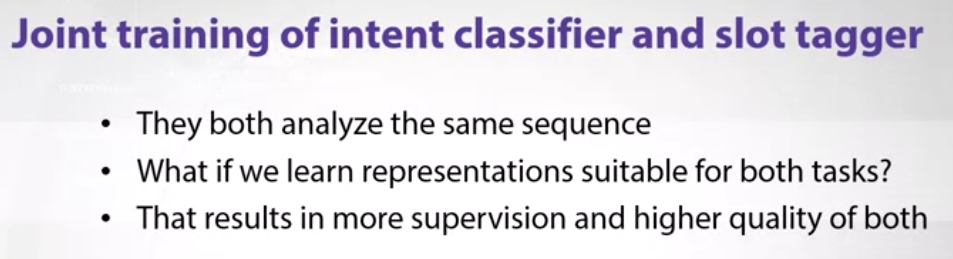 Joint training of intent classifier and slot tagger
• They both analyze the same sequence
• What if we learn representations suitable for both tasks?
• That results in more supervision and higher quality of both